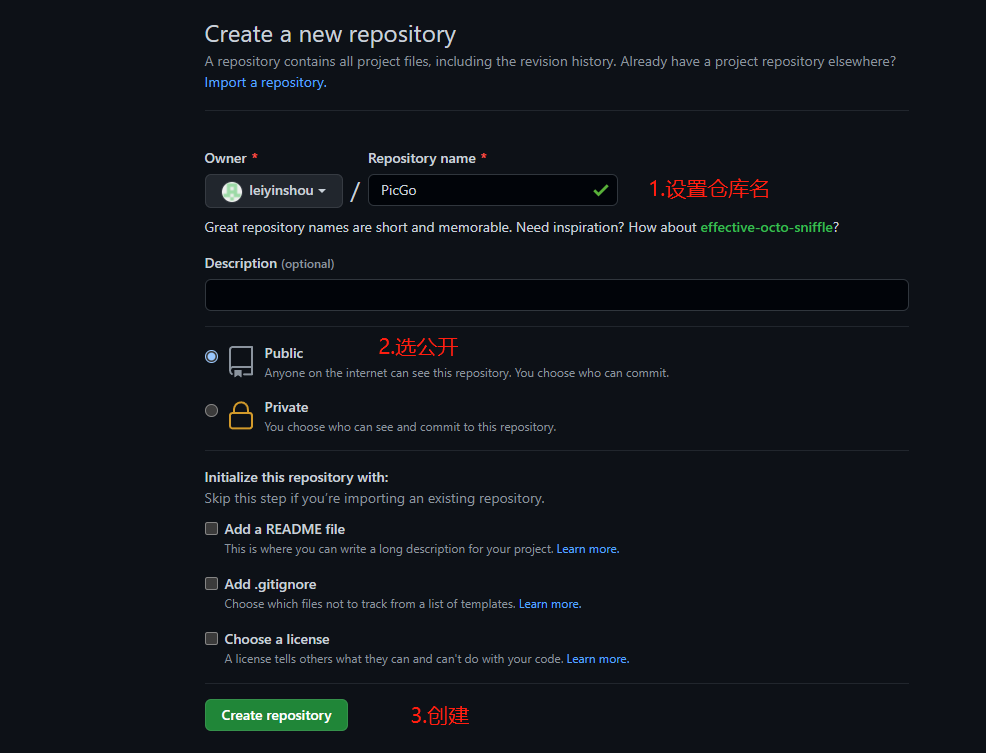 Create a new repository
A repository contains all project files, including the revision history. Already have a project repository elsewhere?
Import a repository.
Owner * Repository name *
leiyinshou / PicGo 1.设置仓库名
Great repository names are short and memorable. Need inspiration? How about effective-octo-sniffle?
Description (optional)
Public 2.选公开
Anyone on the internet can see this repository. You choose who can commit.
Private
You choose who can see and commit to this repository.
Initialize this repository with:
Skip this step if you're importing an existing repository.
Add a README file
This is where you can write a long description for your project. Learn more.
Add .gitignore
Choose which files not to track from a list of templates. Learn more.
Choose a license
A license tells others what they can and can't do with your code. Learn more.
Create repository 3.创建